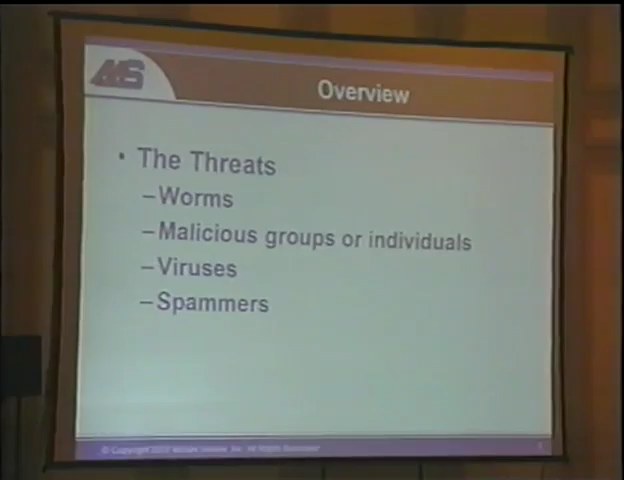 Overview
• The Threats
–Worms
–Malicious groups or individuals
–Viruses
–Spammers